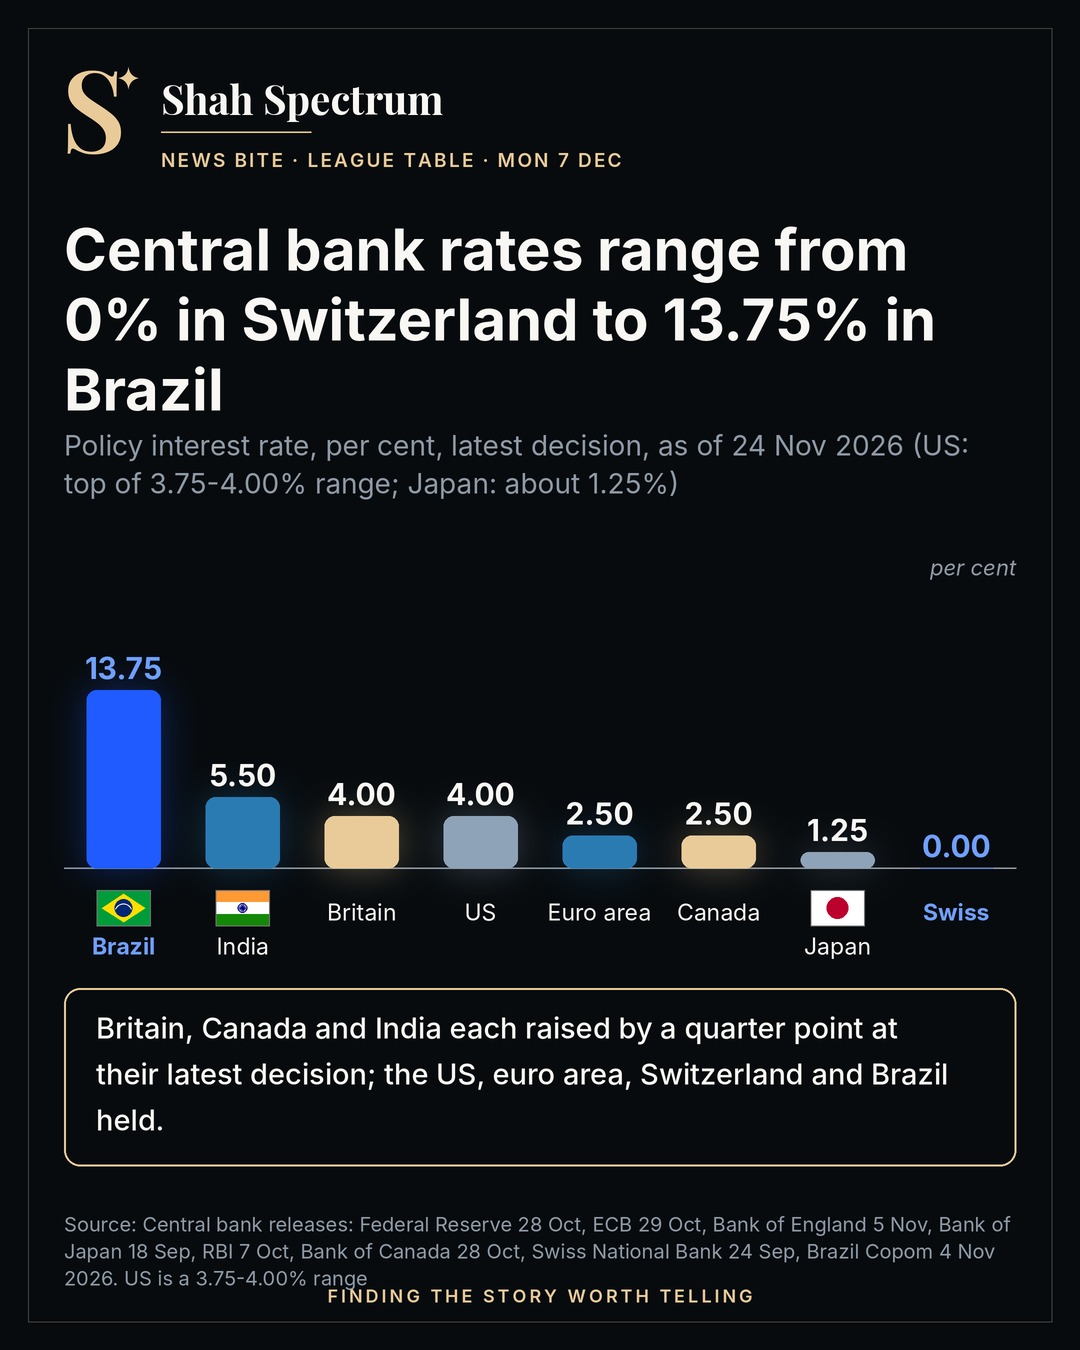 S
Shah Spectrum
NEWS BITE · LEAGUE TABLE · MON 7 DEC
Central bank rates range from
0% in Switzerland to 13.75% in
Brazil
Policy interest rate, per cent, latest decision, as of 24 Nov 2026 (US:
top of 3.75-4.00% range; Japan: about 1.25%)
per cent
13.75
5.50
4.00
4.00
2.50
2.50
1.25
0.00
Brazil
India
Britain
US
Euro area
Canada
Japan
Swiss
Britain, Canada and India each raised by a quarter point at
their latest decision; the US, euro area, Switzerland and Brazil
held.
Source: Central bank releases: Federal Reserve 28 Oct, ECB 29 Oct, Bank of England 5 Nov, Bank of
Japan 18 Sep, RBI 7 Oct, Bank of Canada 28 Oct, Swiss National Bank 24 Sep, Brazil Copom 4 Nov
2026. US is a 3.75-4.00% range
FINDING THE STORY WORTH TELLING